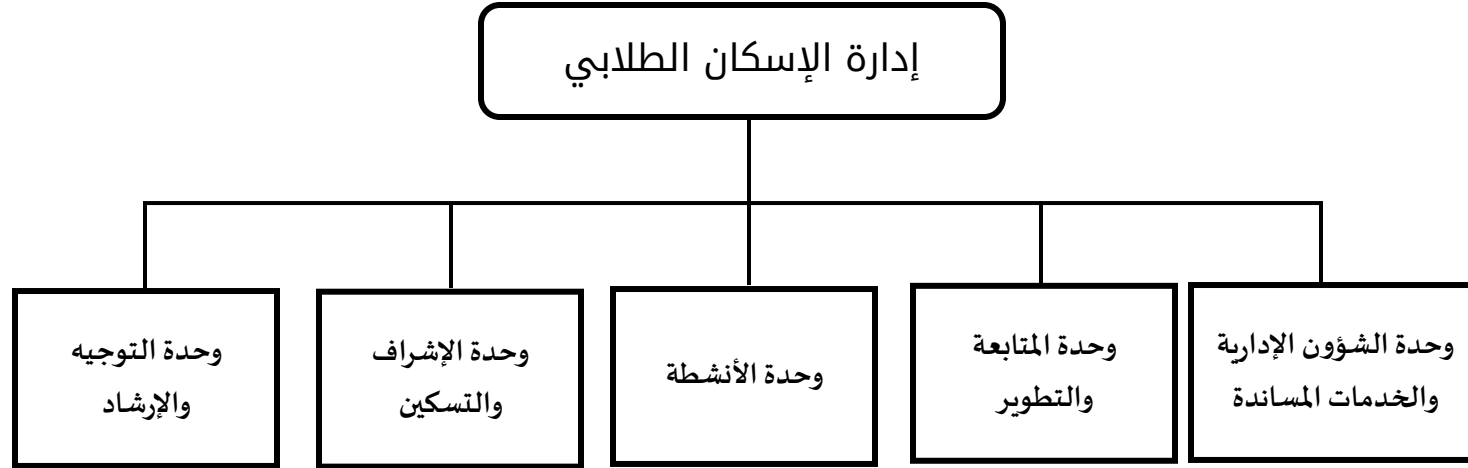 إدارة الإسكان الطلابي
وحدة الشؤون الإدارية
والخدمات المساندة
وحدة المتابعة
والتطوير
وحدة الأنشطة
وحدة الإشراف
والتسكين
وحدة التوجيه
والإرشاد